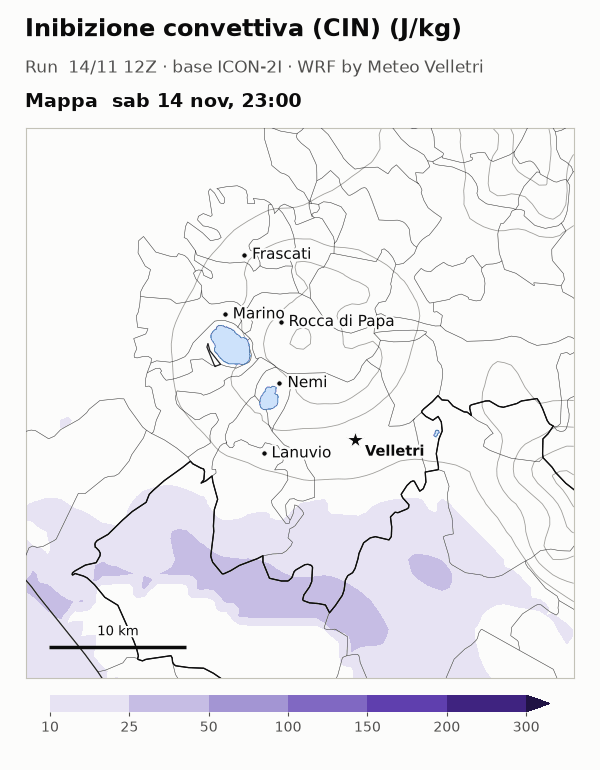 Inibizione convettiva (CIN) (J/kg)
Run 14/11 12Z · base ICON-2I · WRF by Meteo Velletri
Mappa sab 14 nov, 23:00
Frascati
Marino
Rocca di Papa
Nemi
Velletri
Lanuvio
10 km
10 25 50 100 150 200 300